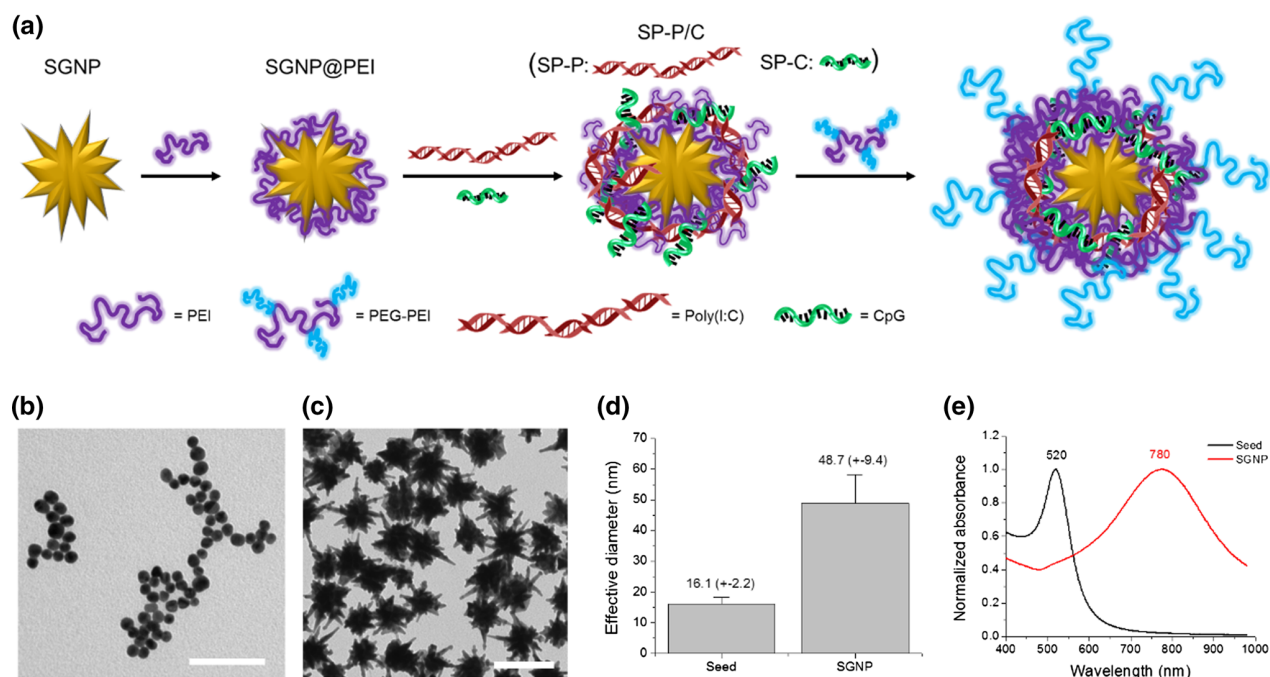 (a)
SGNP
SGNP@PEI
SP-P/C
(SP-P:
SP-C:
)
= PEI
= PEG-PEI
= Poly(I:C)
= CpG
(b)
(c)
(d)
Effective diameter (nm)
70
60
50
40
30
20
10
0
16.1 (+-2.2)
48.7 (+-9.4)
Seed
SGNP
(e)
Normalized absorbance
1.2
1.0
0.8
0.6
0.4
0.2
0.0
520
780
Seed
SGNP
400 500 600 700 800 900 1000
Wavelength (nm)